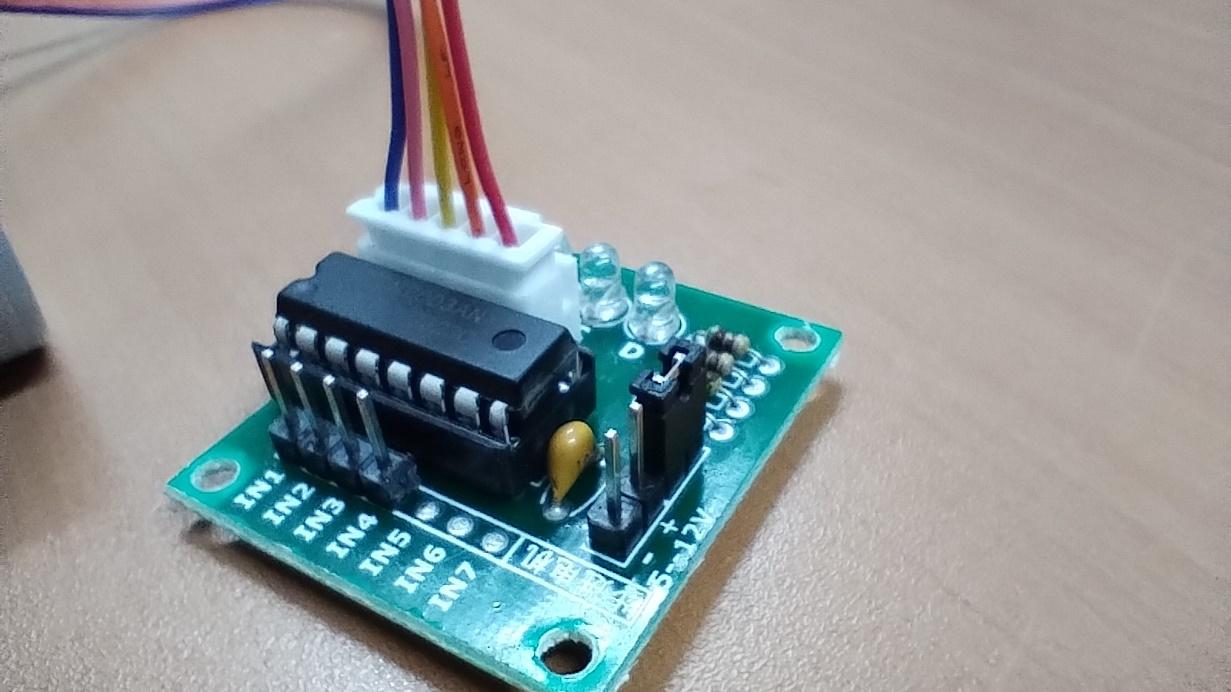 D
IN1
IN2
IN3
IN4
IN5
IN6
IN7
- +
5-12V